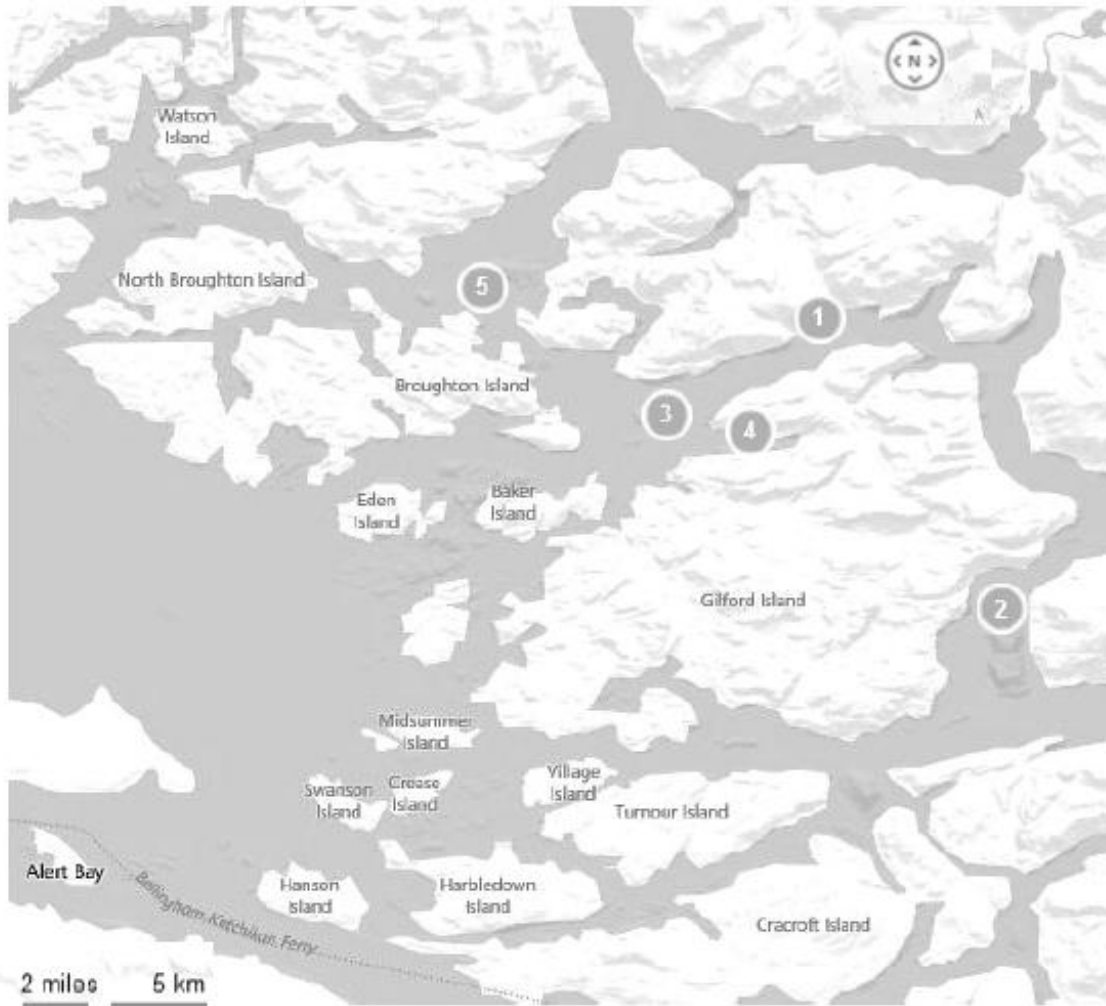 N
Watson
Island
North Broughton Island
5
1
Broughton Island
3
4
Eden
Island
Baker
Island
Gilford Island
2
Midsummer
Island
Swanson
Island
Crease
Island
Village
Island
Turnour Island
Alert Bay
Bellingham-Ketchikan Ferry
Hanson
Island
Harbledown
Island
Cracroft Island
2 miles 5 km